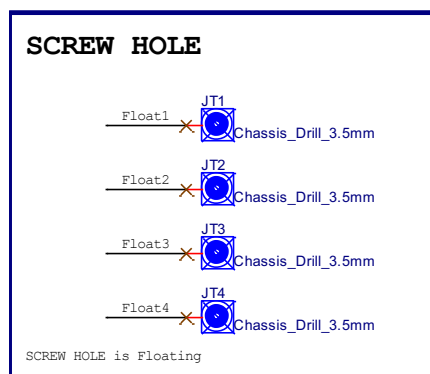 SCREW HOLE
JT1
Float1
Chassis_Drill_3.5mm
JT2
Float2
Chassis_Drill_3.5mm
JT3
Float3
Chassis_Drill_3.5mm
JT4
Float4
Chassis_Drill_3.5mm
SCREW HOLE is Floating